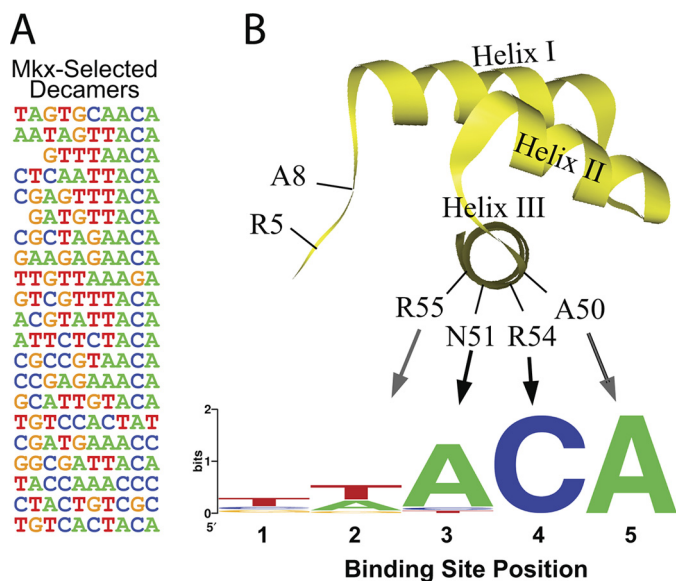 A
Mkx-Selected
Decamers
TAGTGCAACA
AATAGTTACA
GTTTAACA
CTCAATTACA
CGAGTTTACA
GATGTTACA
CGCTAGAACA
GAAGAGAACA
TTGTTAAAGA
GTCGTTTACA
ACGTATTACA
ATTCTCTACA
CGCCGTAACA
CCGAGAAACA
GCATTGTACA
TGTCCACTAT
CGATGAAACC
GGCGATTACA
TACCAAACCC
CTACTGTCGC
TGTCACTACA
B
Helix I
Helix II
A8
Helix III
R5
R55
A50
N51
R54
2
1
0
bits
T T A C A
A
5′
1 2 3 4 5
Binding Site Position